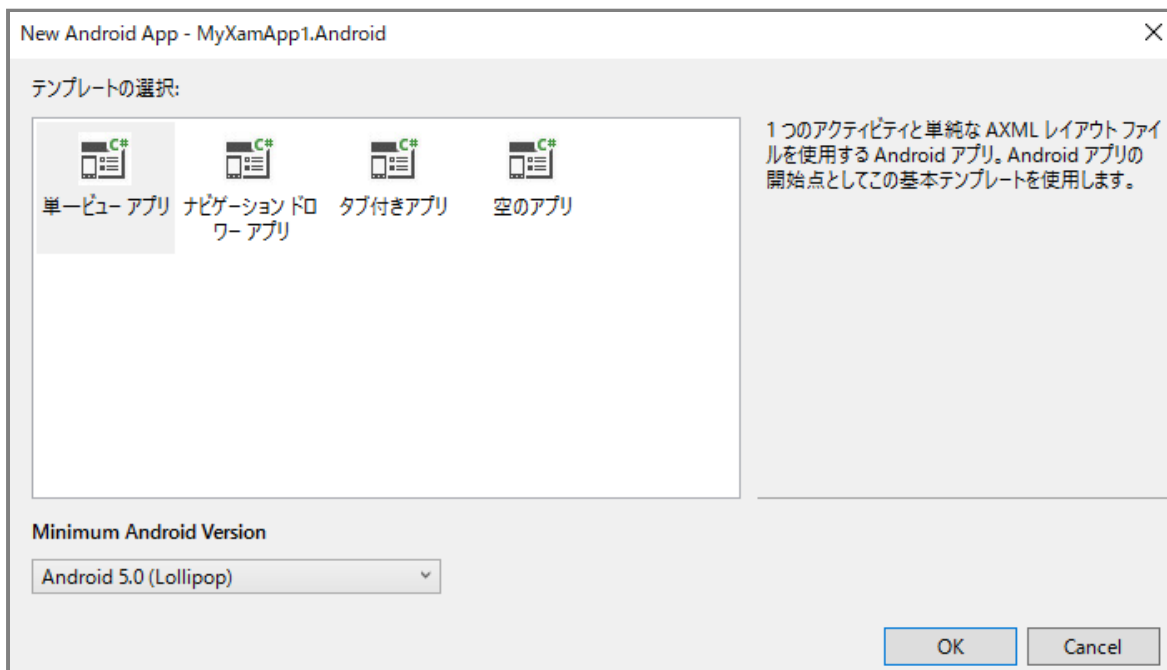 New Android App - MyXamApp1.Android
テンプレートの選択:
C#
C#
C#
C#
単一ビュー アプリ
ナビゲーション ドロ
ワー アプリ
タブ付きアプリ
空のアプリ
1 つのアクティビティと単純な AXML レイアウト ファイ
ルを使用する Android アプリ。Android アプリの
開始点としてこの基本テンプレートを使用します。
Minimum Android Version
Android 5.0 (Lollipop)
OK
Cancel